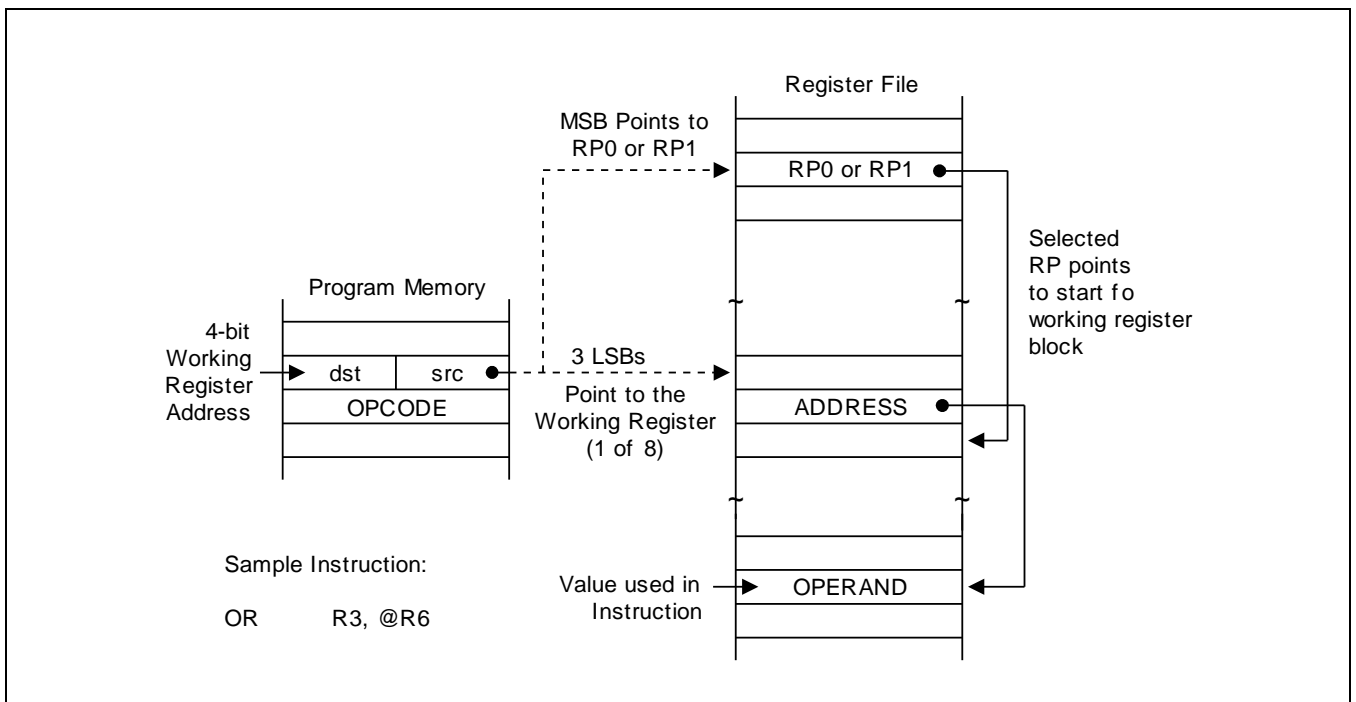 Register File
MSB Points to
RP0 or RP1
RP0 or RP1
Selected
RP points
to start fo
working register
block
Program Memory
4-bit
Working
Register
Address
dst src
OPCODE
3 LSBs
Point to the
Working Register
(1 of 8)
ADDRESS
~ ~
~ ~
Sample Instruction:
OR R3, @R6
Value used in
Instruction
OPERAND